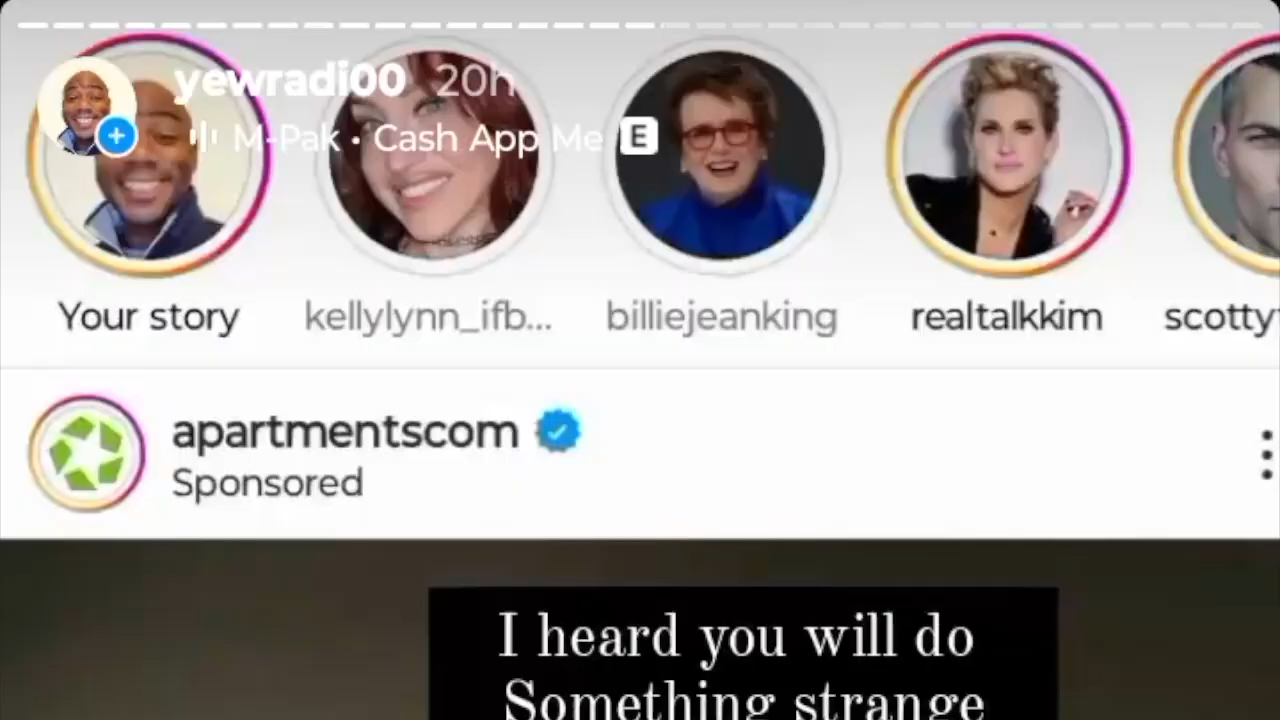 yewradi00 20h
M-Pak • Cash App Me E
Your story kellylynn_ifb... billiejeanking realtalkkim scotty
apartmentscom
Sponsored
I heard you will do
Something strange